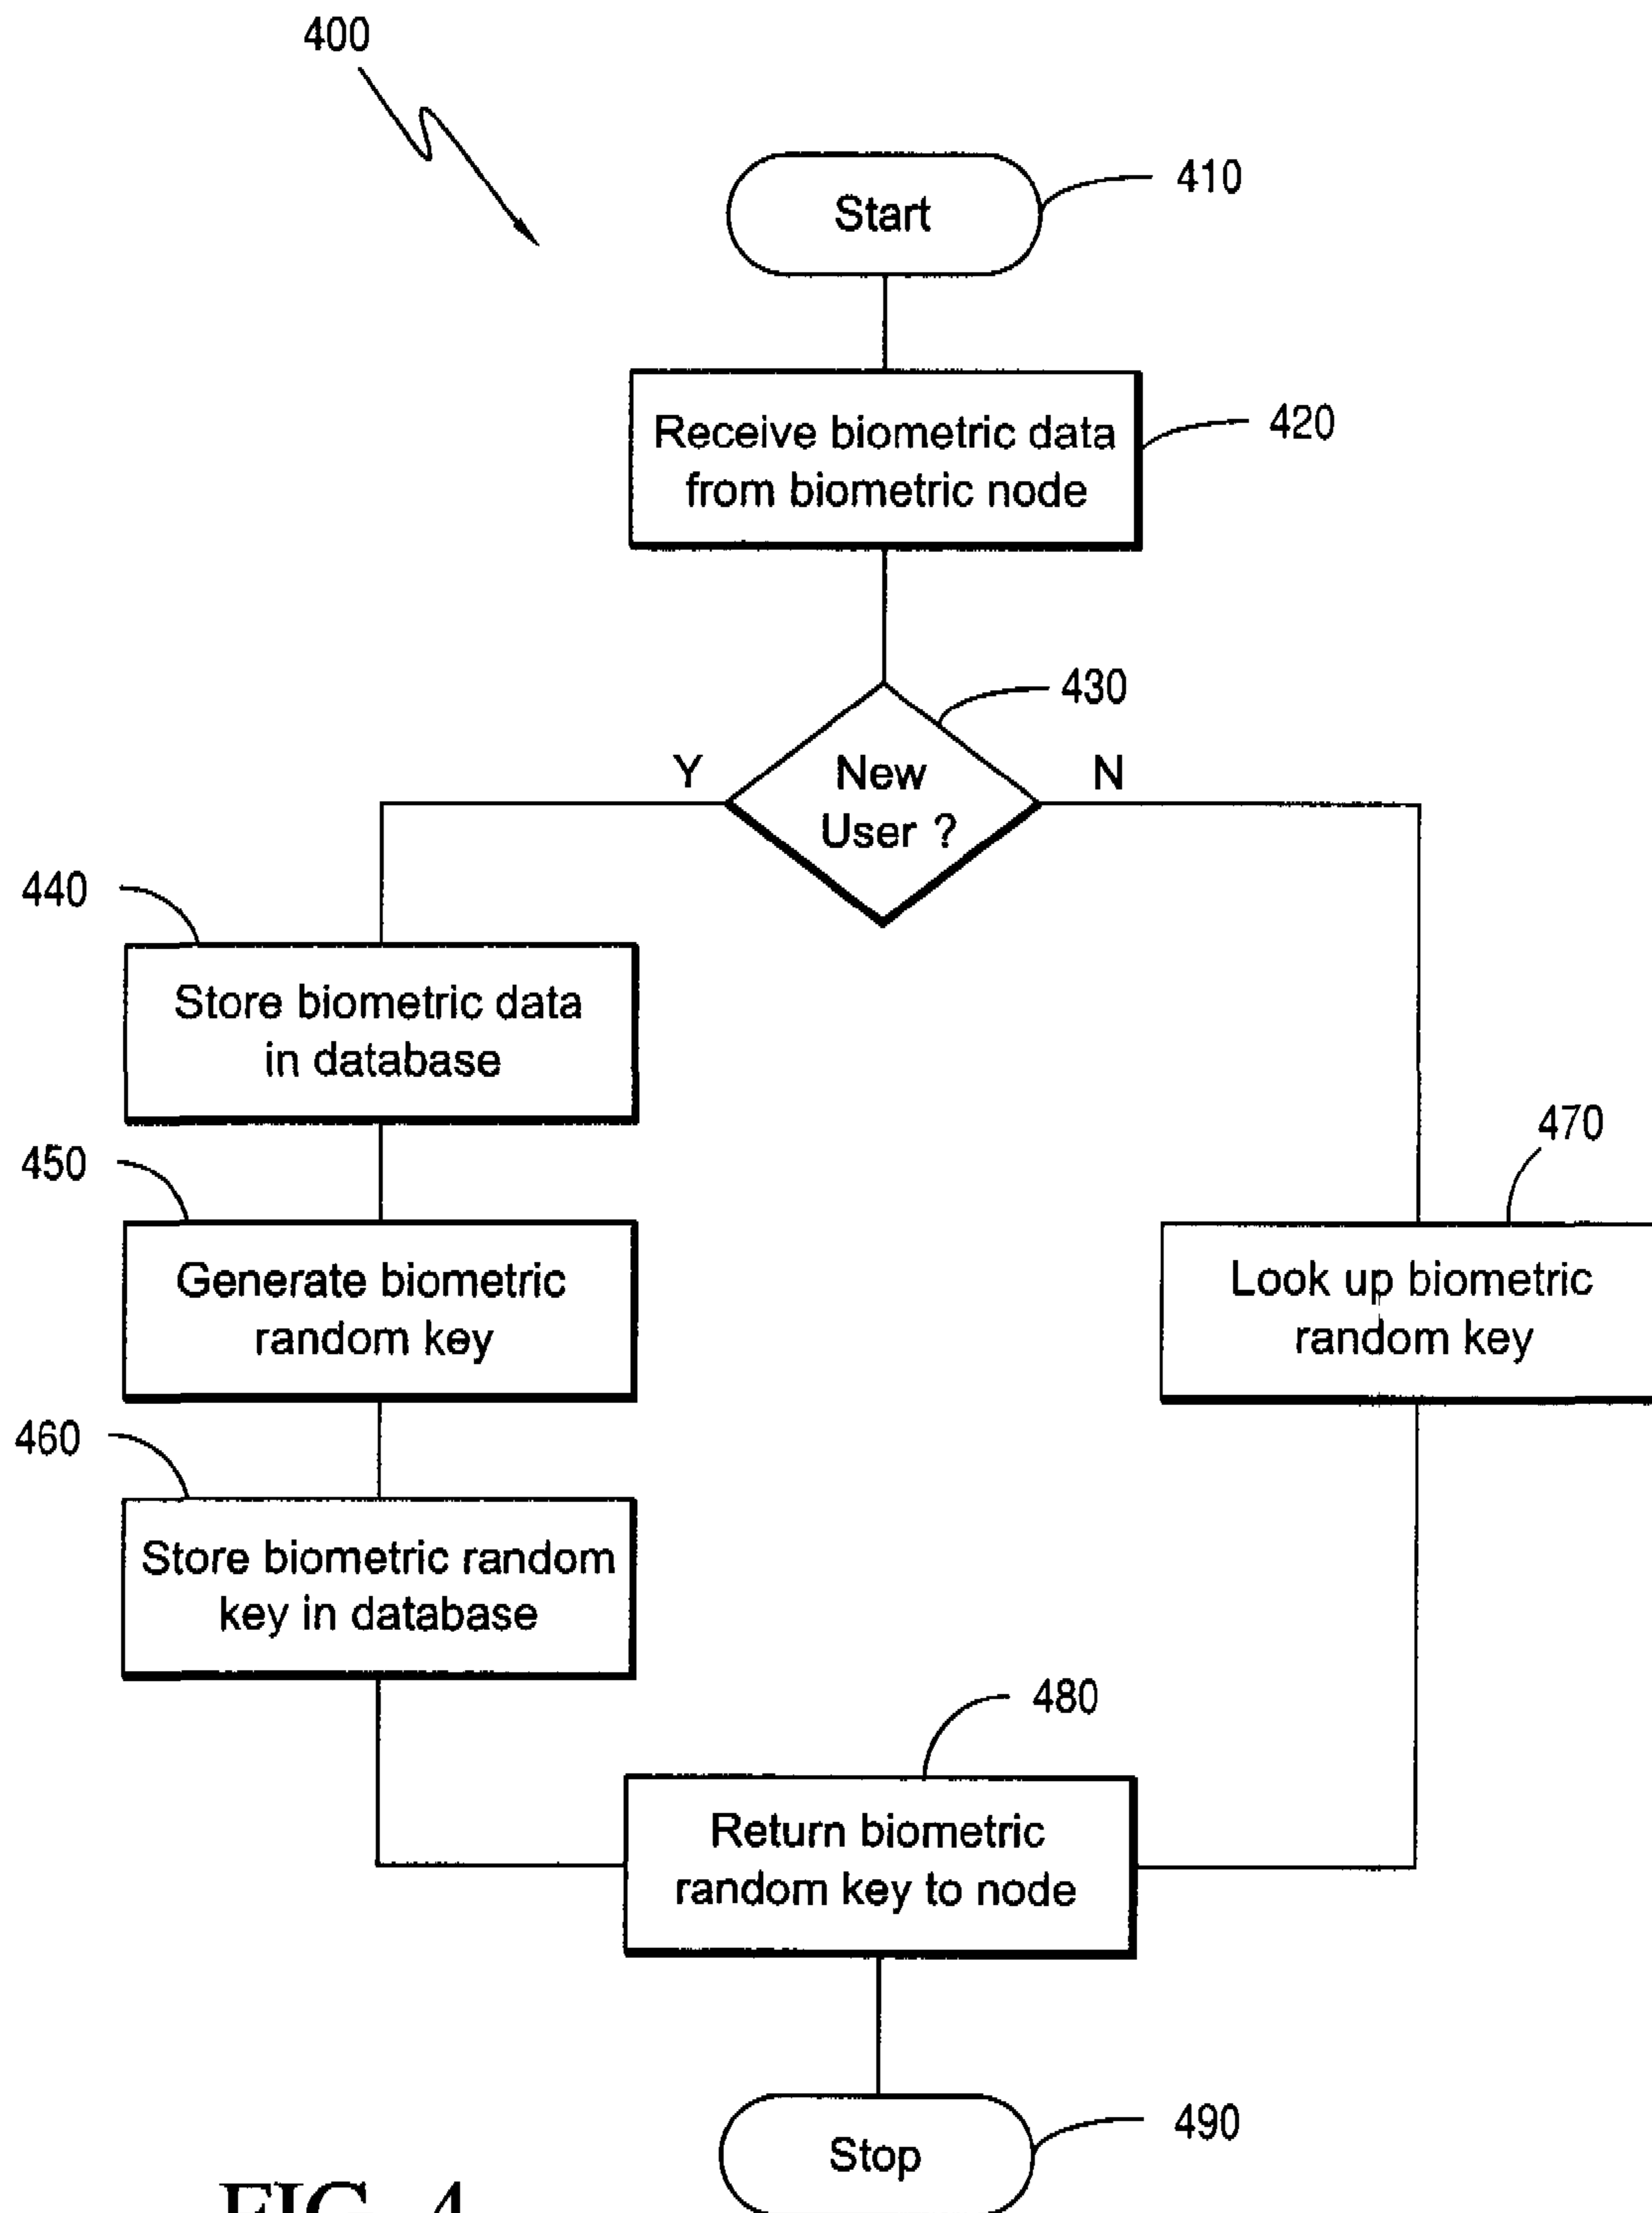 400
Start
410
Receive biometric data
from biometric node
420
430
Y
New
User ?
N
440
Store biometric data
in database
450
Generate biometric
random key
470
Look up biometric
random key
460
Store biometric random
key in database
480
Return biometric
random key to node
Stop
490
FIG. 4